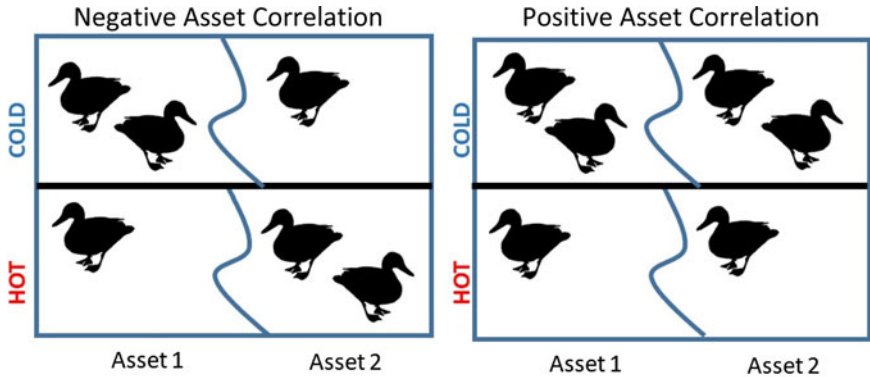 Negative Asset Correlation
COLD
HOT
Asset 1
Asset 2
Positive Asset Correlation
COLD
HOT
Asset 1
Asset 2